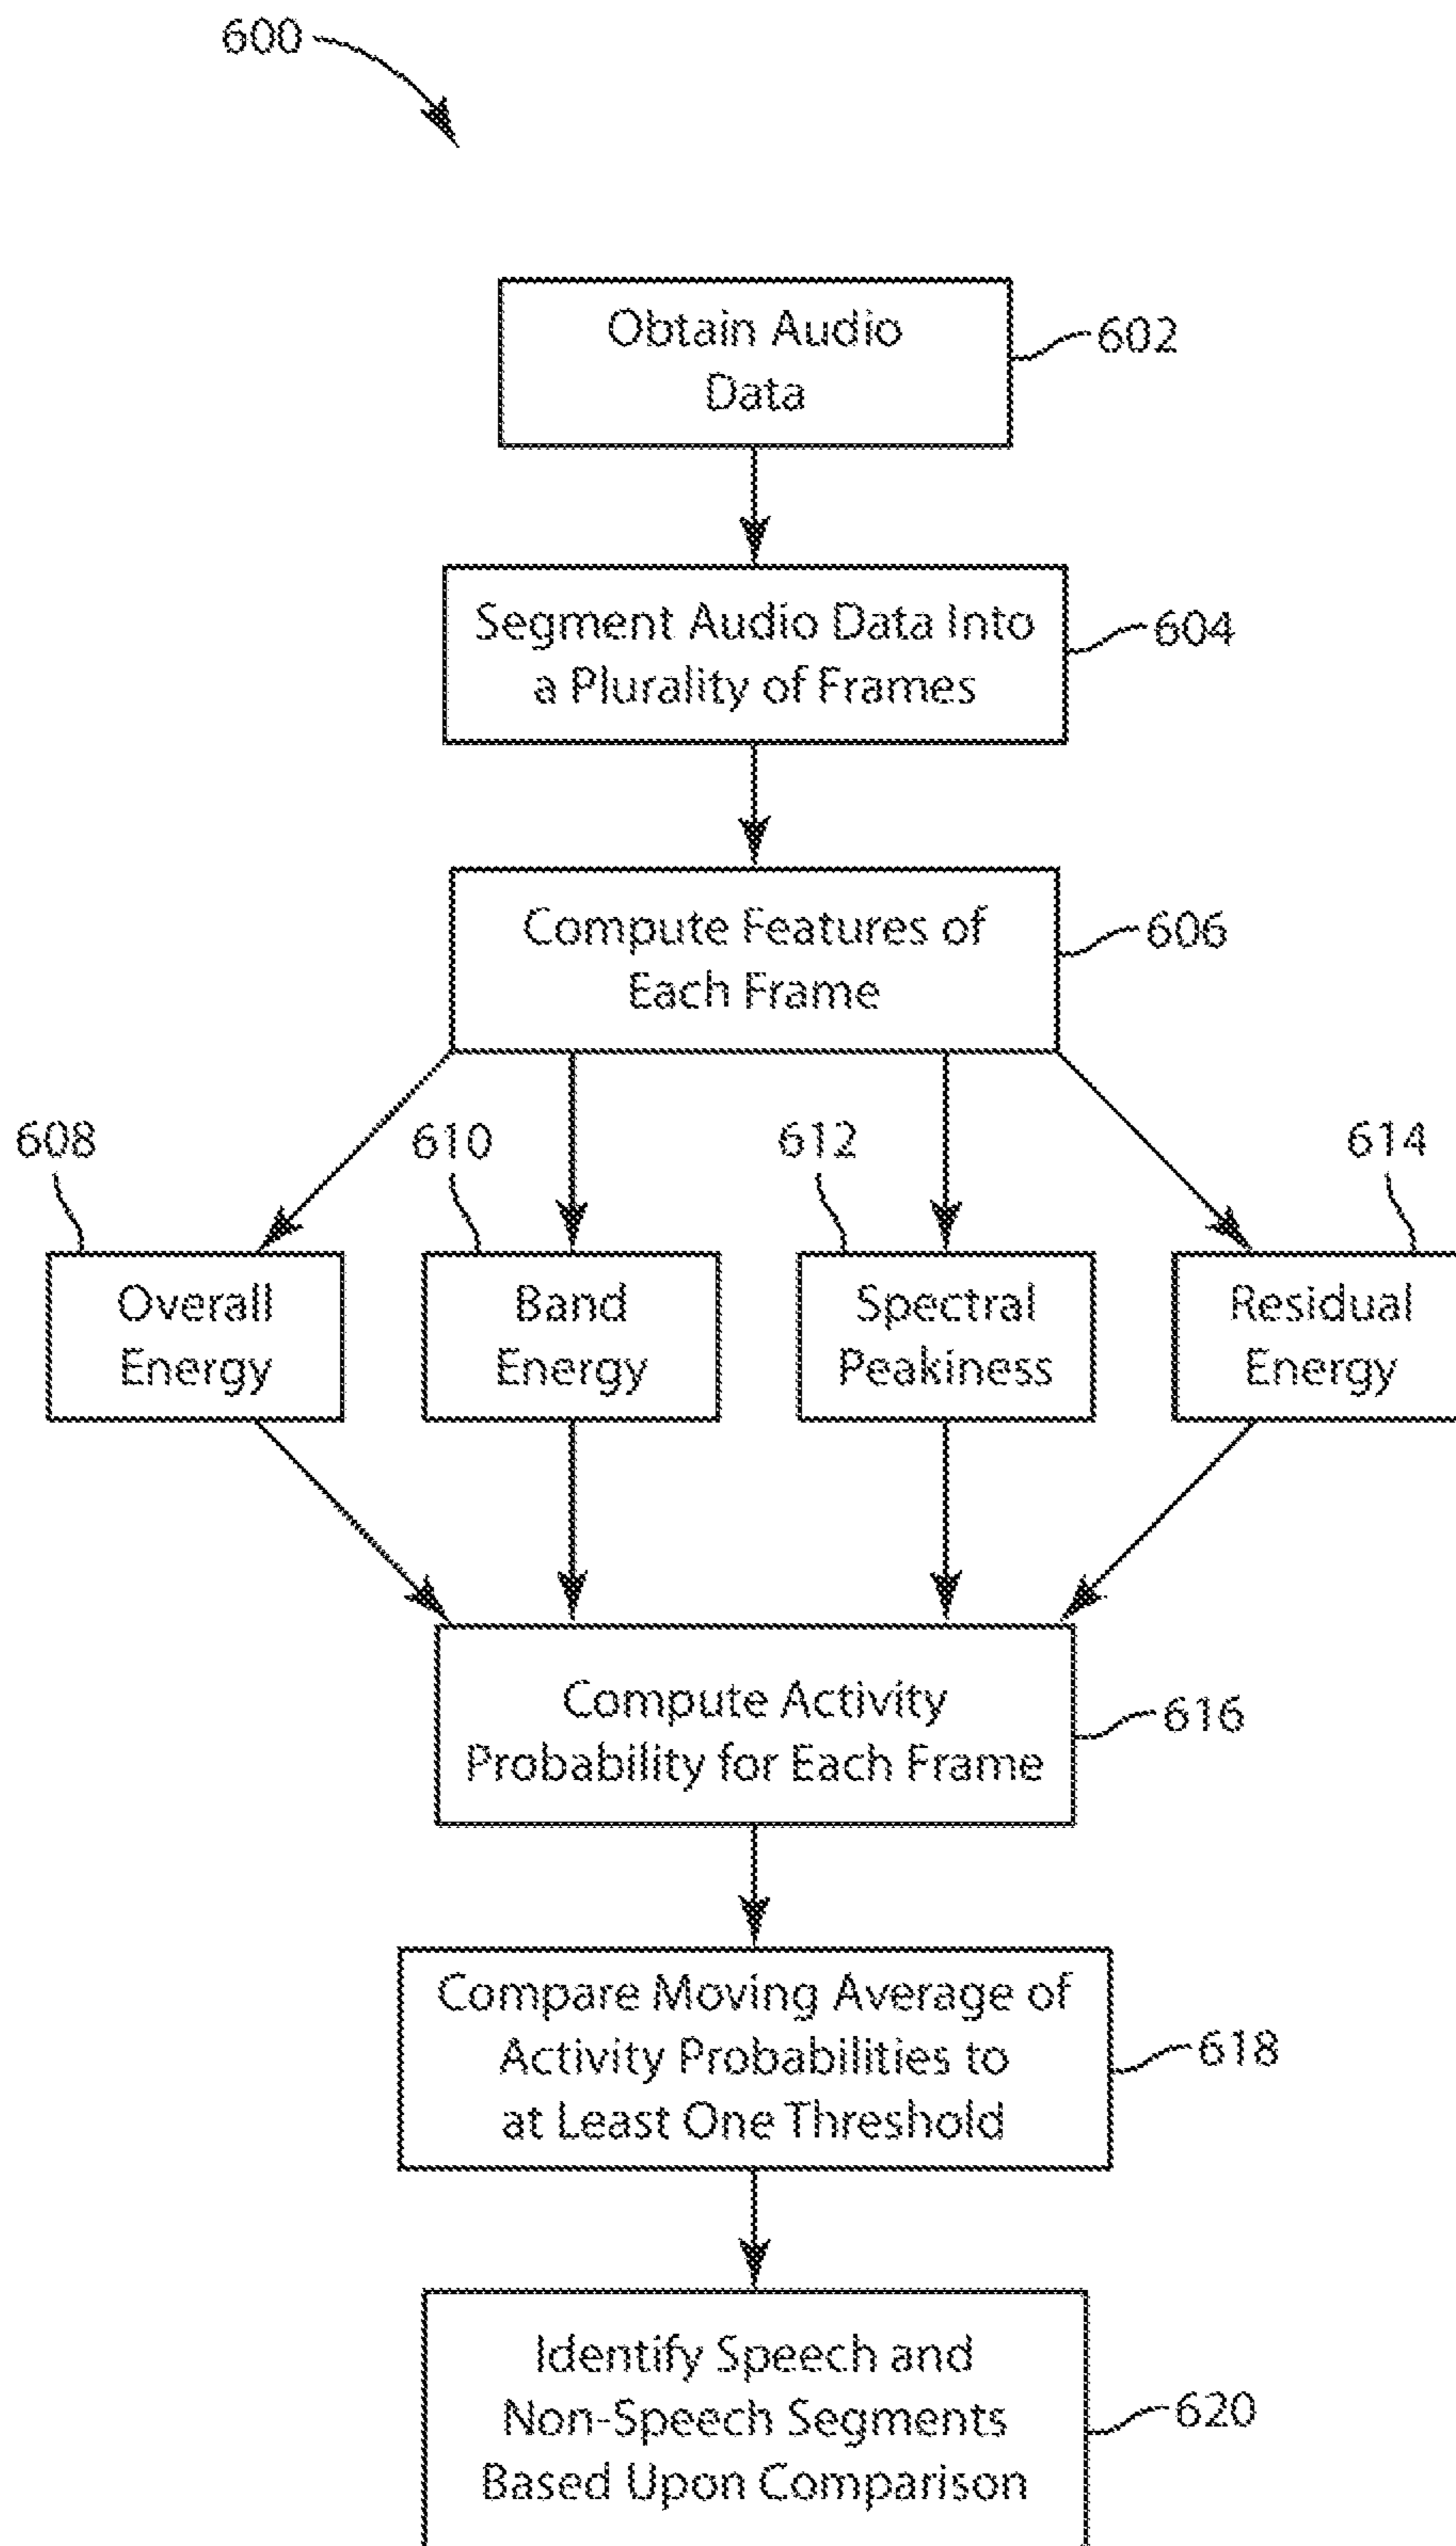 600
Obtain Audio
Data
602
Segment Audio Data Into
a Plurality of Frames
604
Compute Features of
Each Frame
606
608
610
612
614
Overall
Energy
Band
Energy
Spectral
Peakiness
Residual
Energy
Compute Activity
Probability for Each Frame
616
Compare Moving Average of
Activity Probabilities to
at Least One Threshold
618
Identify Speech and
Non-Speech Segments
Based Upon Comparison
620